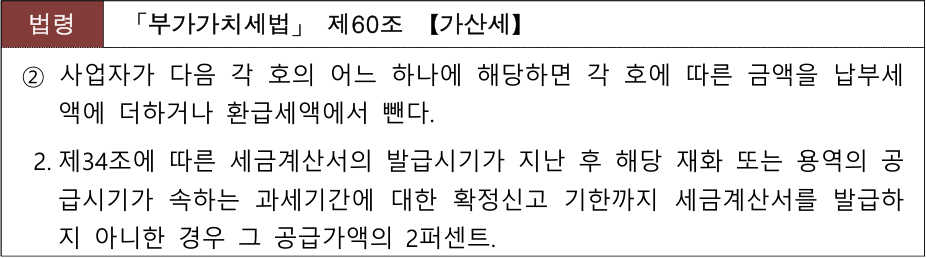 법령 「부가가치세법」 제60조 【가산세】
② 사업자가 다음 각 호의 어느 하나에 해당하면 각 호에 따른 금액을 납부세
액에 더하거나 환급세액에서 뺀다.
2. 제34조에 따른 세금계산서의 발급시기가 지난 후 해당 재화 또는 용역의 공
급시기가 속하는 과세기간에 대한 확정신고 기한까지 세금계산서를 발급하
지 아니한 경우 그 공급가액의 2퍼센트.